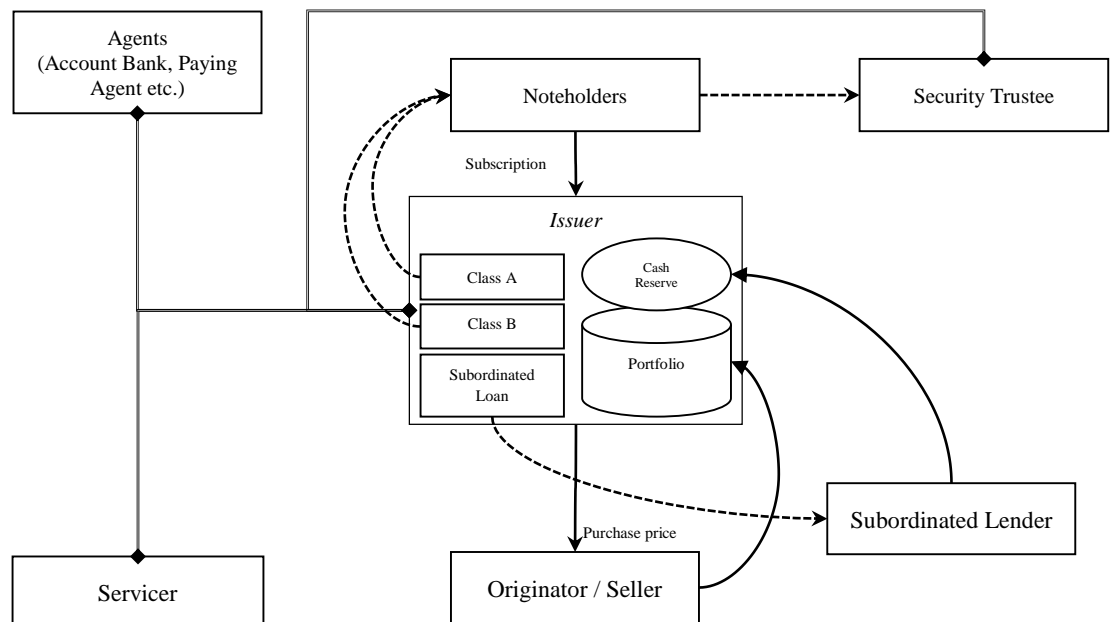 Agents
(Account Bank, Paying
Agent etc.)
Noteholders
Security Trustee
Subscription
Issuer
Class A
Cash
Reserve
Class B
Portfolio
Subordinated
Loan
Subordinated Lender
Purchase price
Servicer
Originator / Seller